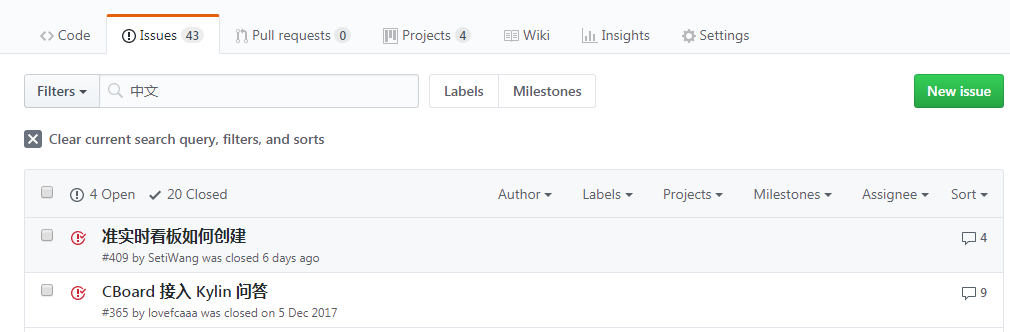 Code Issues 43 Pull requests 0 Projects 4 Wiki Insights Settings
Filters 中文 Labels Milestones New issue
Clear current search query, filters, and sorts
4 Open 20 Closed Author Labels Projects Milestones Assignee Sort
准实时看板如何创建 4
#409 by SetiWang was closed 6 days ago
CBoard 接入 Kylin 问答 9
#365 by lovefcaaa was closed on 5 Dec 2017